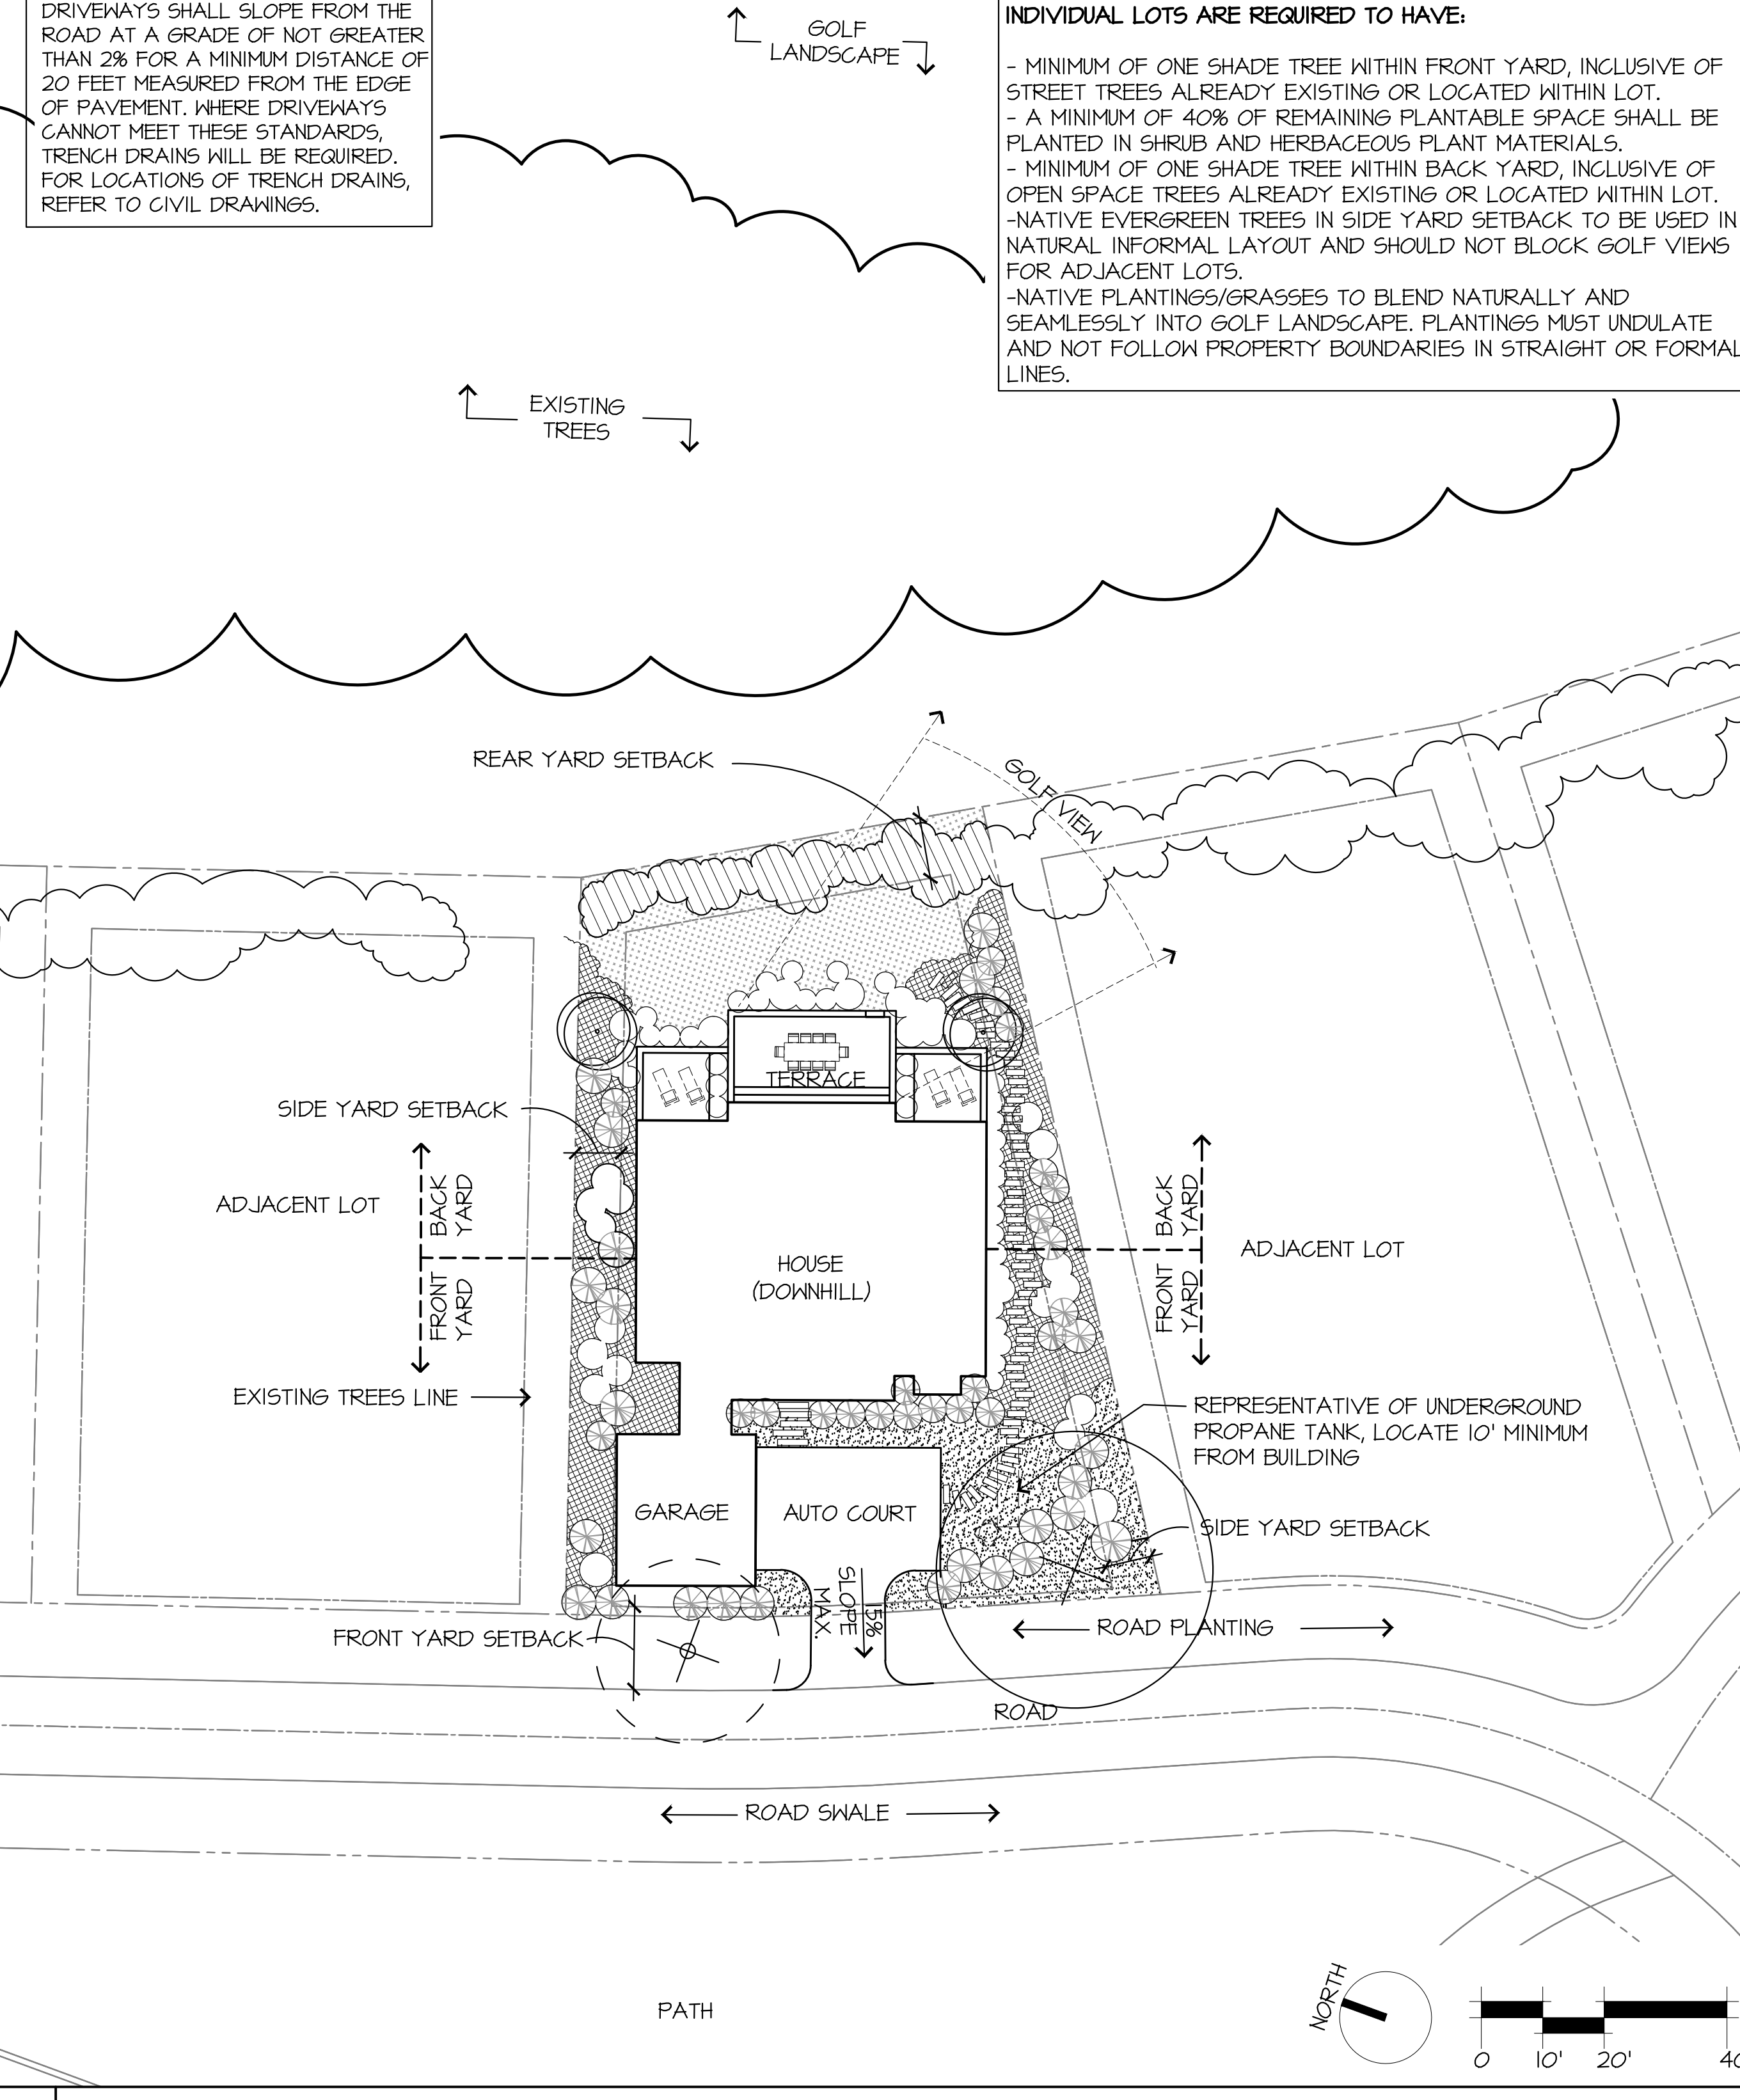 DRIVEWAYS SHALL SLOPE FROM THE
ROAD AT A GRADE OF NOT GREATER
THAN 2% FOR A MINIMUM DISTANCE OF
20 FEET MEASURED FROM THE EDGE
OF PAVEMENT. WHERE DRIVEWAYS
CANNOT MEET THESE STANDARDS,
TRENCH DRAINS WILL BE REQUIRED.
FOR LOCATIONS OF TRENCH DRAINS,
REFER TO CIVIL DRAWINGS.
GOLF
LANDSCAPE
INDIVIDUAL LOTS ARE REQUIRED TO HAVE:
- MINIMUM OF ONE SHADE TREE WITHIN FRONT YARD, INCLUSIVE OF
STREET TREES ALREADY EXISTING OR LOCATED WITHIN LOT.
- A MINIMUM OF 40% OF REMAINING PLANTABLE SPACE SHALL BE
PLANTED IN SHRUB AND HERBACEOUS PLANT MATERIALS.
- MINIMUM OF ONE SHADE TREE WITHIN BACK YARD, INCLUSIVE OF
OPEN SPACE TREES ALREADY EXISTING OR LOCATED WITHIN LOT.
-NATIVE EVERGREEN TREES IN SIDE YARD SETBACK TO BE USED IN
NATURAL INFORMAL LAYOUT AND SHOULD NOT BLOCK GOLF VIEWS
FOR ADJACENT LOTS.
-NATIVE PLANTINGS/GRASSES TO BLEND NATURALLY AND
SEAMLESSLY INTO GOLF LANDSCAPE. PLANTINGS MUST UNDULATE
AND NOT FOLLOW PROPERTY BOUNDARIES IN STRAIGHT OR FORMAL
LINES.
EXISTING
TREES
REAR YARD SETBACK
GOLF VIEW
TERRACE
SIDE YARD SETBACK
ADJACENT LOT
BACK
YARD
FRONT
YARD
HOUSE
(DOWNHILL)
BACK
YARD
FRONT
YARD
ADJACENT LOT
EXISTING TREES LINE
REPRESENTATIVE OF UNDERGROUND
PROPANE TANK, LOCATE 10' MINIMUM
FROM BUILDING
GARAGE
AUTO COURT
SIDE YARD SETBACK
5%
SLOPE
MAX.
FRONT YARD SETBACK
ROAD PLANTING
ROAD
ROAD SWALE
PATH
NORTH
0 10' 20' 40